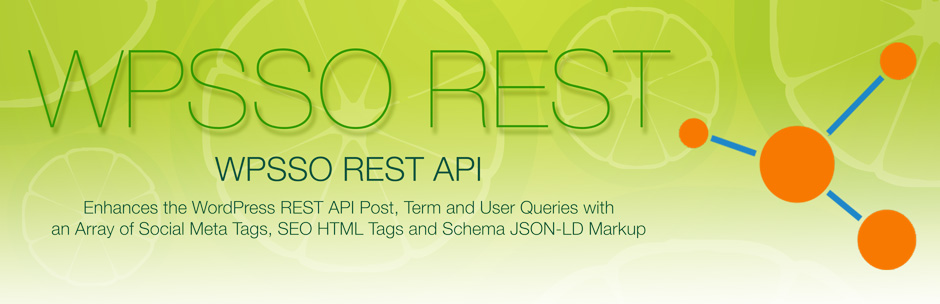 WPSSO REST
WPSSO REST API
Enhances the WordPress REST API Post, Term and User Queries with
an Array of Social Meta Tags, SEO HTML Tags and Schema JSON-LD Markup